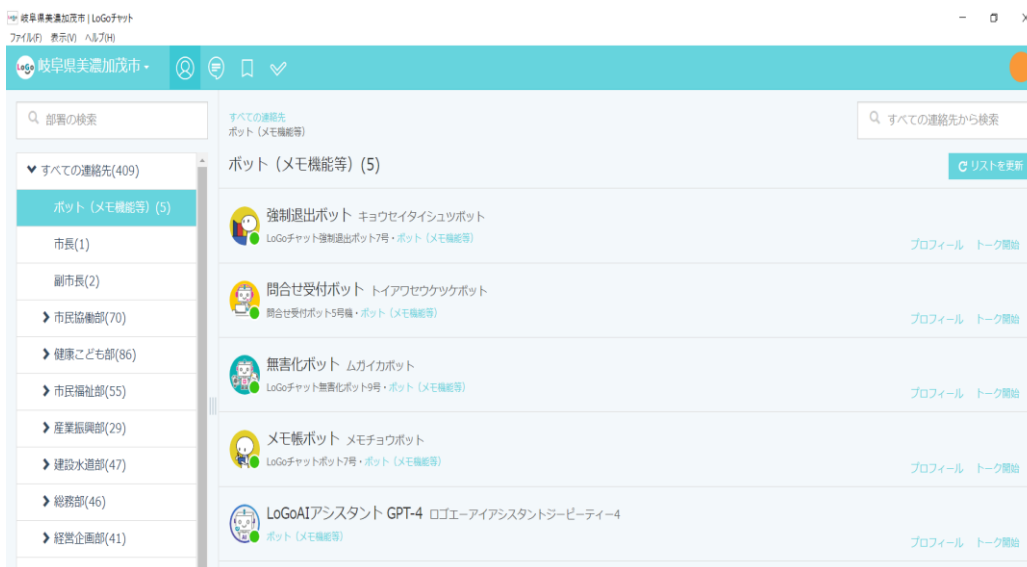 岐阜県美濃加茂市 | LoGoチャット
ファイル(F) 表示(V) ヘルプ(H)
LoGo 岐阜県美濃加茂市
部署の検索
すべての連絡先(409)
ボット（メモ機能等）(5)
市長(1)
副市長(2)
市民協働部(70)
健康こども部(86)
市民福祉部(55)
産業振興部(29)
建設水道部(47)
総務部(46)
経営企画部(41)
すべての連絡先
ボット（メモ機能等）
すべての連絡先から検索
ボット（メモ機能等）(5)
リストを更新
強制退出ボット キョウセイタイシュツボット
LoGoチャット強制退出ボット7号・ボット（メモ機能等）
プロフィール トーク開始
問合せ受付ボット トイアワセウケツケボット
問合せ受付ボット5号機・ボット（メモ機能等）
プロフィール トーク開始
無害化ボット ムガイカボット
LoGoチャット無害化ボット9号・ボット（メモ機能等）
プロフィール トーク開始
メモ帳ボット メモチョウボット
LoGoチャットボット7号・ボット（メモ機能等）
プロフィール トーク開始
LoGoAIアシスタント GPT-4 ロゴエーアイアシスタントジーピーティー4
ボット（メモ機能等）
プロフィール トーク開始